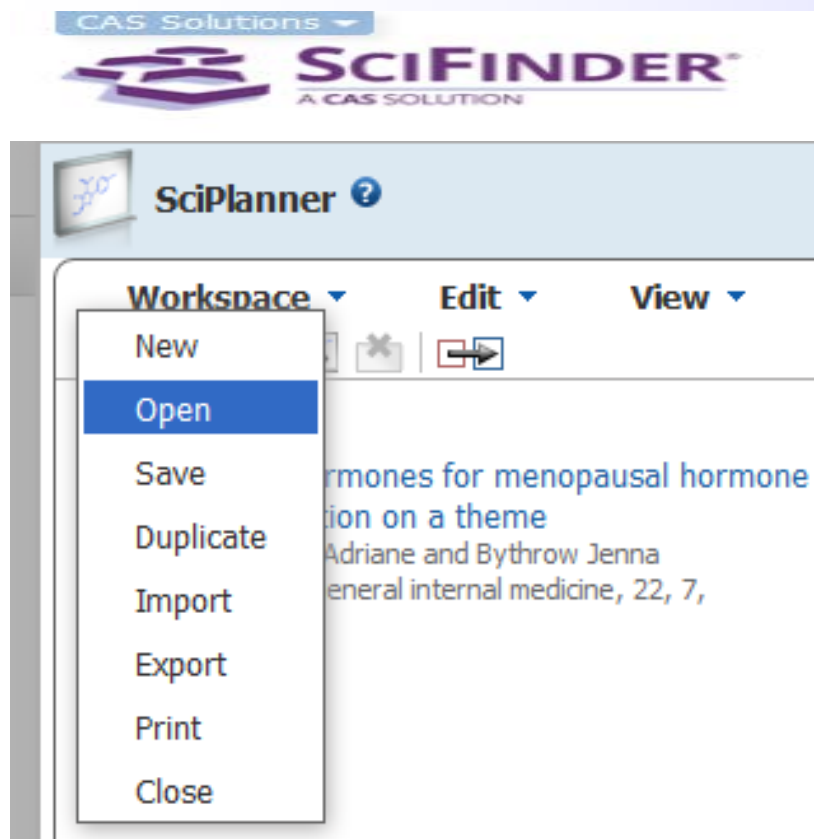 CAS Solutions
SCIFINDER®
A CAS SOLUTION
SciPlanner ?
Workspace Edit View
New
Open
Save
rmones for menopausal hormone
ion on a theme
Duplicate
Adriane and Bythrow Jenna
Import
eneral internal medicine, 22, 7,
Export
Print
Close